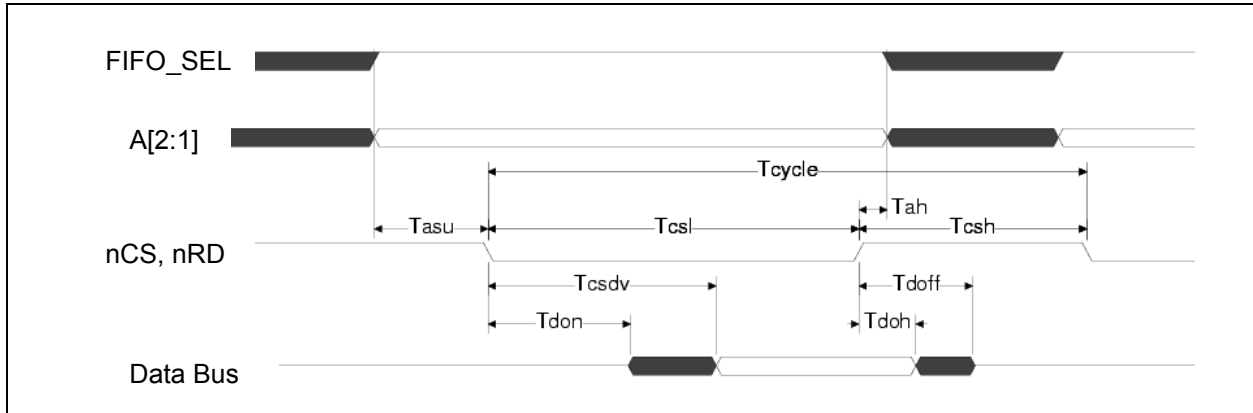 FIFO_SEL
A[2:1]
Tcycle
Tah
Tasu
Tcsl
Tcsh
nCS, nRD
Tcsdv
Tdoff
Tdon
Tdoh
Data Bus